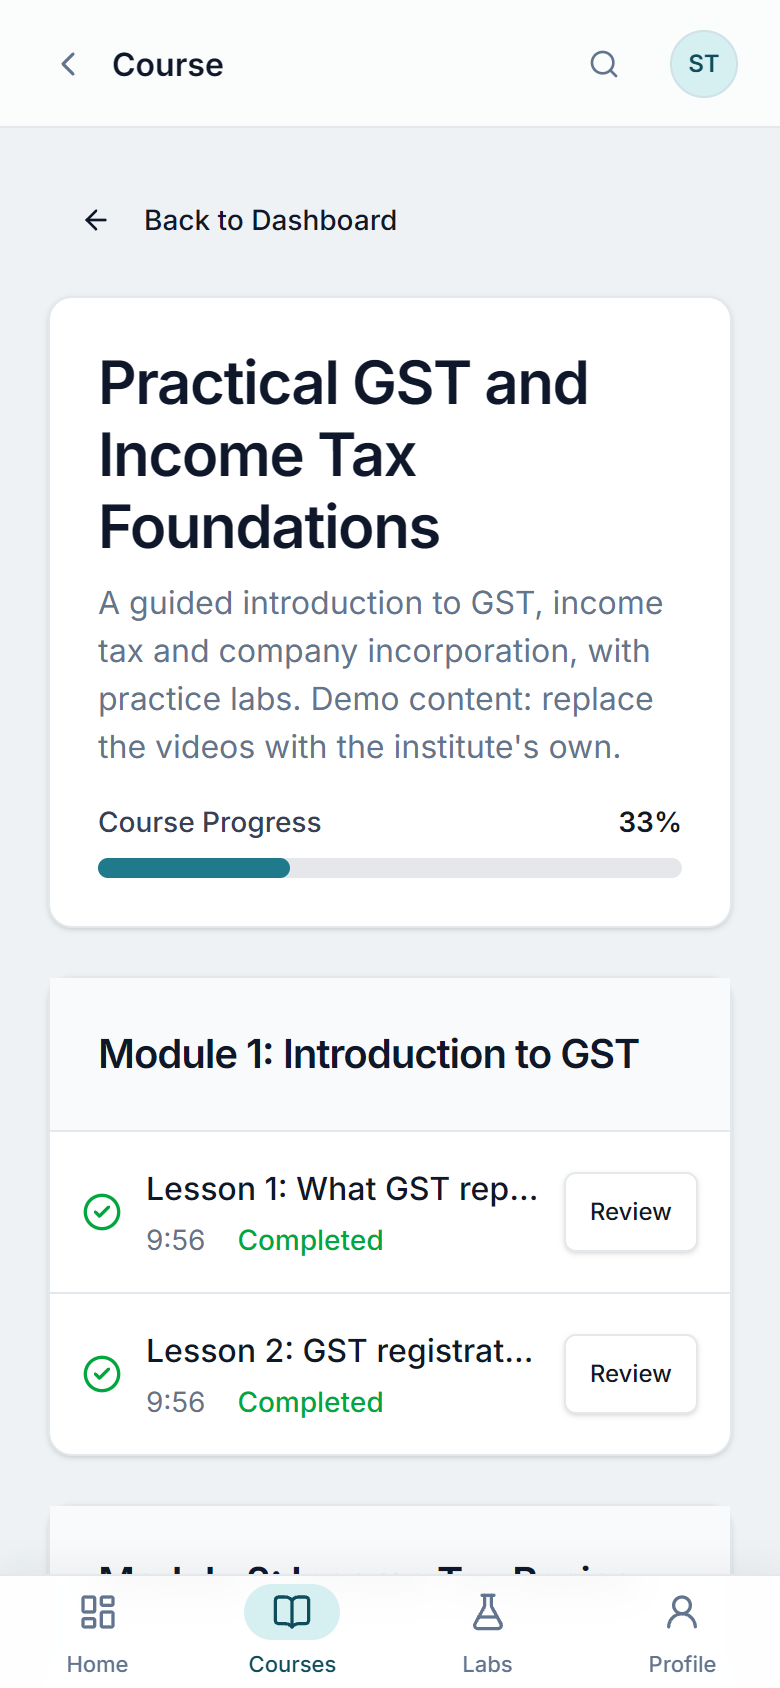 Course
ST
Back to Dashboard
Practical GST and
Income Tax
Foundations
A guided introduction to GST, income
tax and company incorporation, with
practice labs. Demo content: replace
the videos with the institute's own.
Course Progress 33%
Module 1: Introduction to GST
Lesson 1: What GST rep...
9:56 Completed
Review
Lesson 2: GST registrat...
9:56 Completed
Review
Home
Courses
Labs
Profile